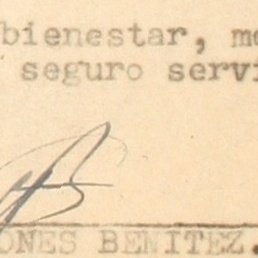 bienestar, me
seguro servi
ONES BENITEZ.